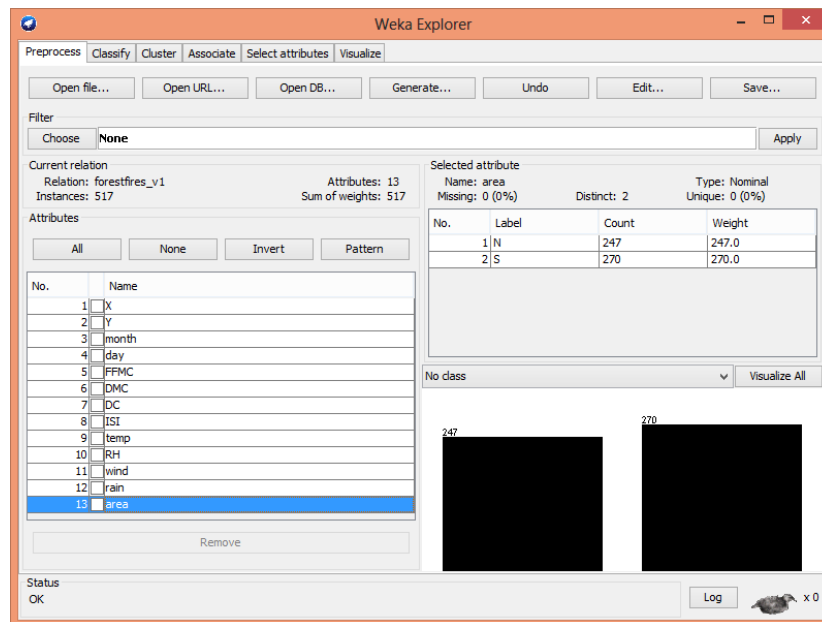 Weka Explorer
Preprocess Classify Cluster Associate Select attributes Visualize
Open file... Open URL... Open DB... Generate... Undo Edit... Save...
Filter
Choose None Apply
Current relation
Relation: forestfires_v1 Attributes: 13
Instances: 517 Sum of weights: 517
Attributes
All None Invert Pattern
No. Name
1 X
2 Y
3 month
4 day
5 FFMC
6 DMC
7 DC
8 ISI
9 temp
10 RH
11 wind
12 rain
13 area
Remove
Selected attribute
Name: area Type: Nominal
Missing: 0 (0%) Distinct: 2 Unique: 0 (0%)
No. Label Count Weight
1 N 247 247.0
2 S 270 270.0
No class Visualize All
247 270
Status
OK Log x 0